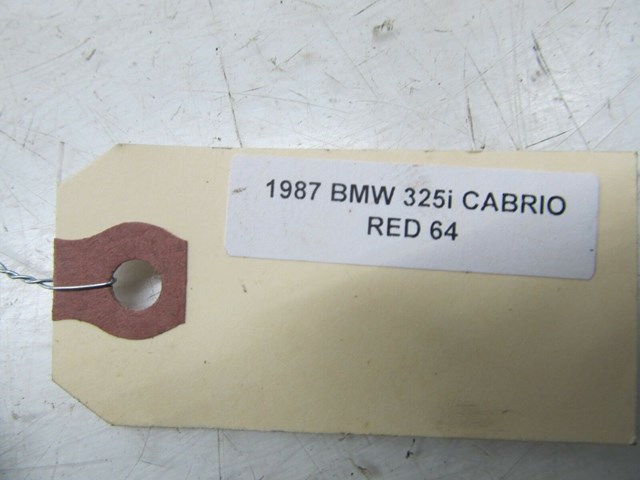 1987 BMW 325i CABRIO
RED 64